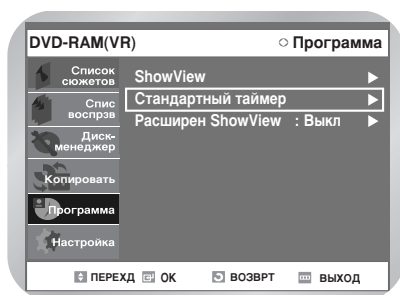 DVD-RAM(VR) Программа
Список сюжетов
ShowView
Спис воспрзв
Стандартный таймер
Расширен ShowView : Выкл
Диск-менеджер
Копировать
Программа
Настройка
ПЕРЕХД OK ВОЗВРТ ВЫХОД